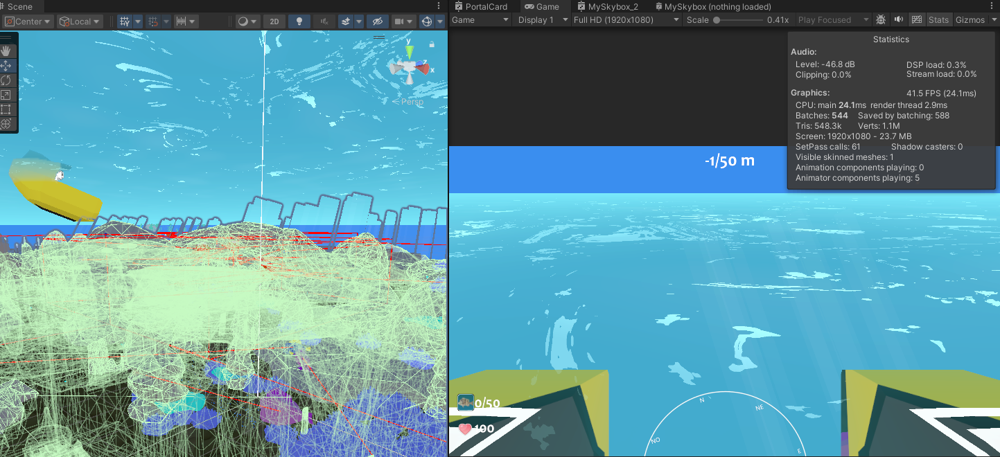 Scene
PortalCard Game MySkybox_2 MySkybox (nothing loaded)
Center Local 2D
Game Display 1 Full HD (1920x1080) Scale 0.41x Play Focused Stats Gizmos
y
z
x
Persp
Statistics
Audio:
Level: -46.8 dB DSP load: 0.3%
Clipping: 0.0% Stream load: 0.0%
Graphics: 41.5 FPS (24.1ms)
CPU: main 24.1ms render thread 2.9ms
Batches: 544 Saved by batching: 588
Tris: 548.3k Verts: 1.1M
Screen: 1920x1080 - 23.7 MB
SetPass calls: 61 Shadow casters: 0
Visible skinned meshes: 1
Animation components playing: 0
Animator components playing: 5
-1/50 m
0/50
100
N
NE
NO
E